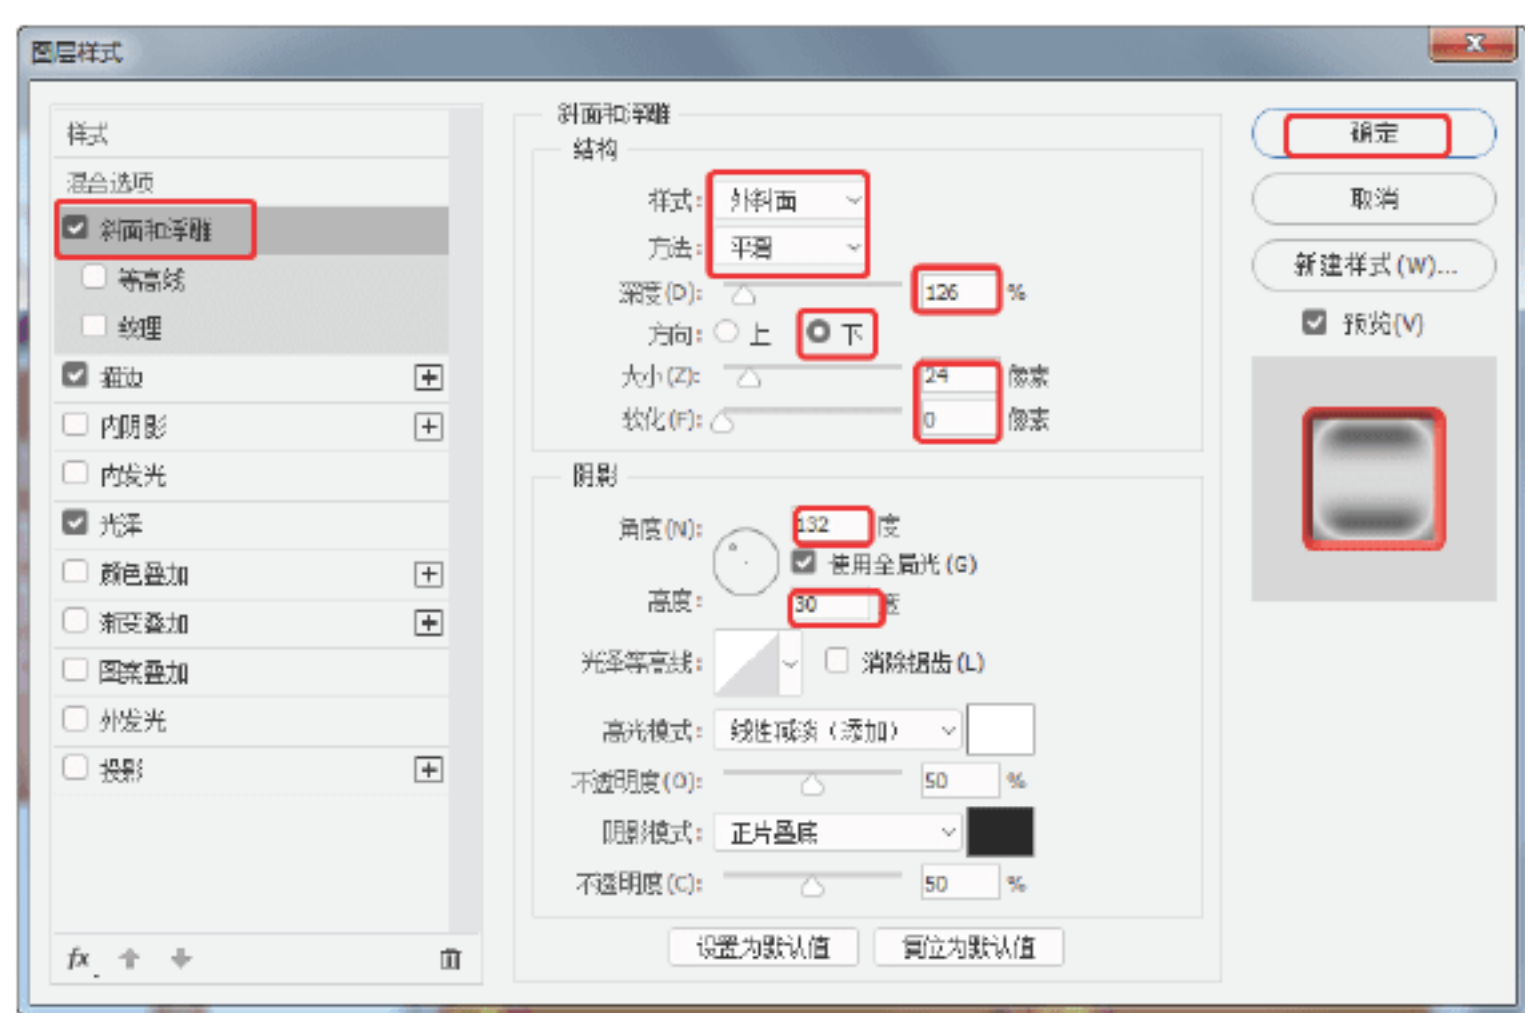 图层样式
样式
混合选项
斜面和浮雕
等高线
纹理
描边
内阴影
内发光
光泽
颜色叠加
渐变叠加
图案叠加
外发光
投影
fx
斜面和浮雕
结构
样式: 外斜面
方法: 平滑
深度(D): 126 %
方向: 上 下
大小(Z): 24 像素
软化(F): 0 像素
阴影
角度(N): 132 度
使用全局光(G)
高度: 30 度
光泽等高线: 消除锯齿(L)
高光模式: 线性减淡(添加)
不透明度(O): 50 %
阴影模式: 正片叠底
不透明度(C): 50 %
设置为默认值 复位为默认值
确定
取消
新建样式(W)...
预览(V)